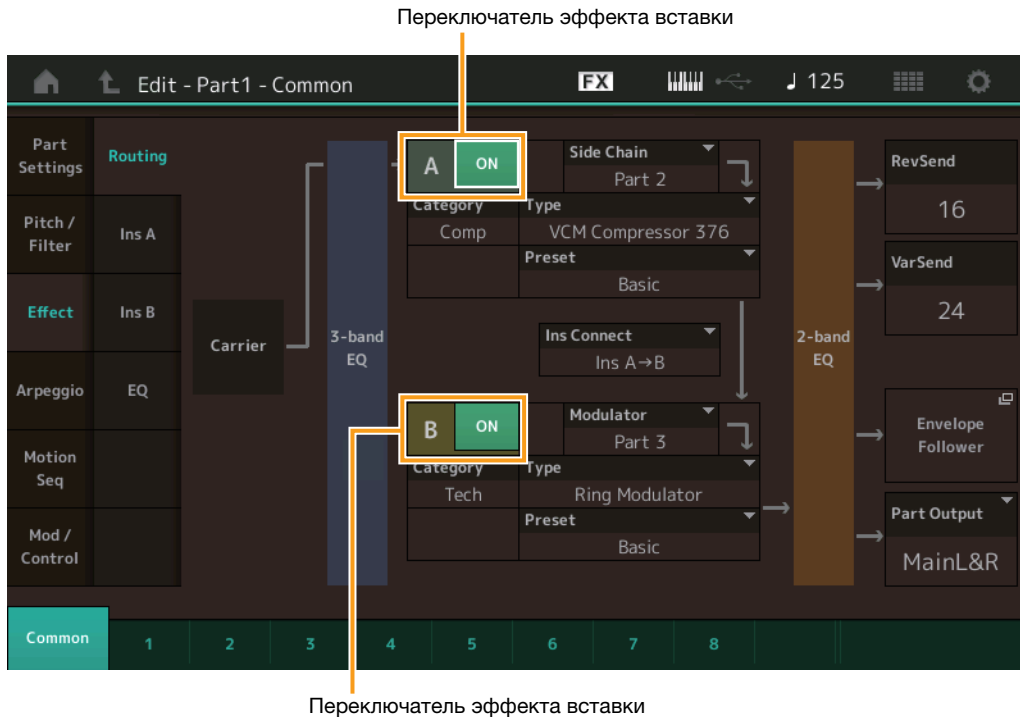 Переключатель эффекта вставки
Edit - Part1 - Common
FX
125
Part
Settings
Pitch /
Filter
Effect
Arpeggio
Motion
Seq
Mod /
Control
Routing
Ins A
Ins B
EQ
Carrier
3-band
EQ
A
ON
Side Chain
Part 2
Category
Comp
Type
VCM Compressor 376
Preset
Basic
Ins Connect
Ins A→B
B
ON
Modulator
Part 3
Category
Tech
Type
Ring Modulator
Preset
Basic
2-band
EQ
RevSend
16
VarSend
24
Envelope
Follower
Part Output
MainL&R
Common
1
2
3
4
5
6
7
8
Переключатель эффекта вставки